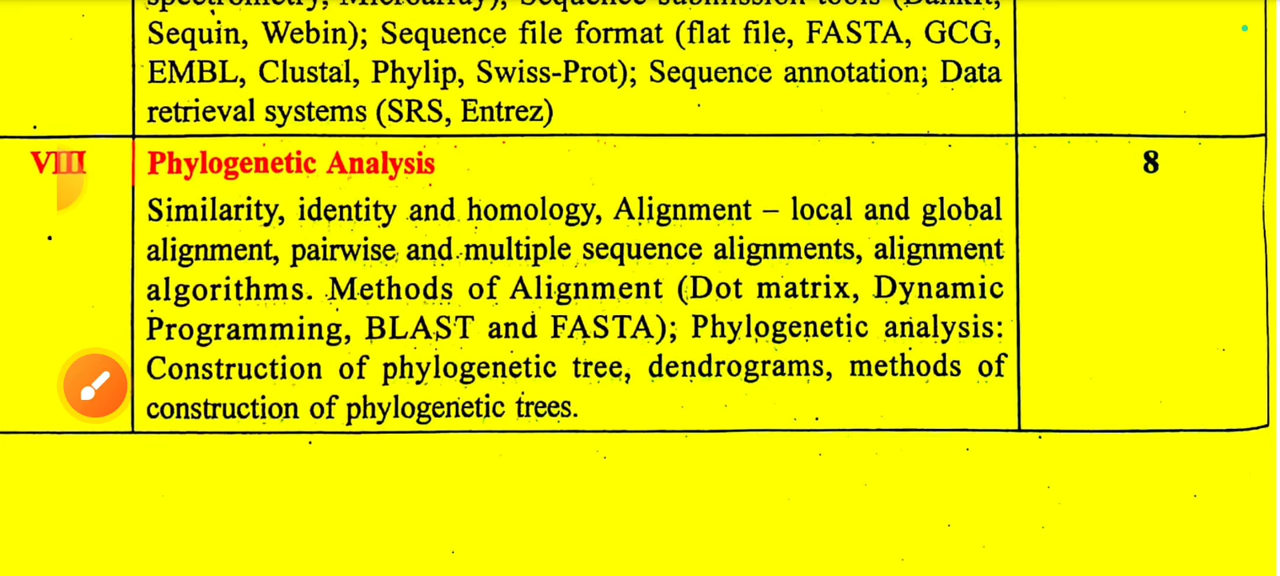 Sequin, Webin); Sequence file format (flat file, FASTA, GCG,
EMBL, Clustal, Phylip, Swiss-Prot); Sequence annotation; Data
retrieval systems (SRS, Entrez)
VIII Phylogenetic Analysis 8
Similarity, identity and homology, Alignment – local and global
alignment, pairwise and multiple sequence alignments, alignment
algorithms. Methods of Alignment (Dot matrix, Dynamic
Programming, BLAST and FASTA); Phylogenetic analysis:
Construction of phylogenetic tree, dendrograms, methods of
construction of phylogenetic trees.